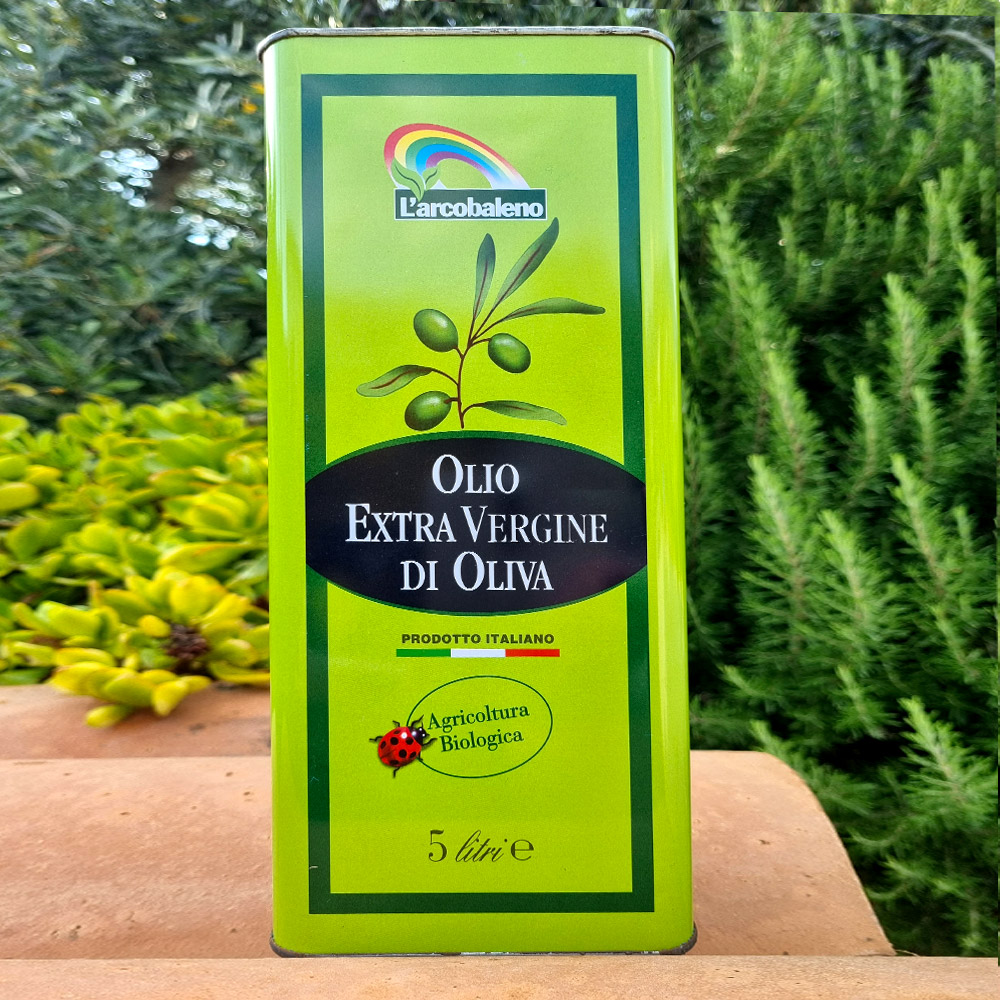 L'arcobaleno
OLIO
EXTRA VERGINE
DI OLIVA
PRODOTTO ITALIANO
Agricoltura
Biologica
5 litri ℮